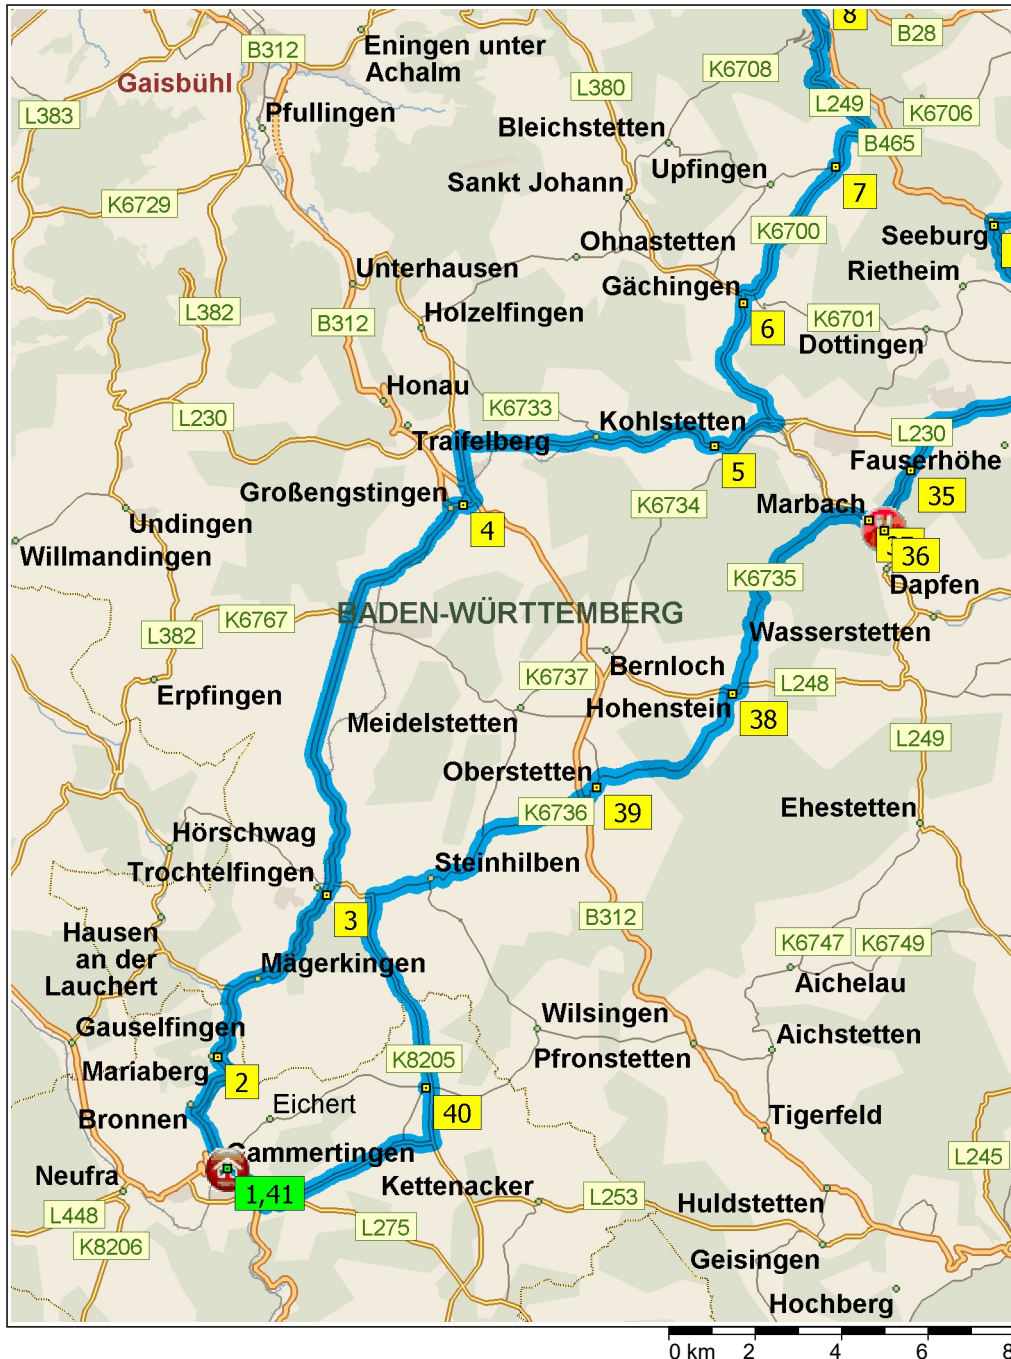 8
B28
B312
Eningen unter
Achalm
K6708
Gaisbühl
L380
L249
L383
Pfullingen
K6706
Bleichstetten
B465
Upfingen
Sankt Johann
7
K6729
K6700
Ohnastetten
Seeburg
Unterhausen
Rietheim
Gächingen
L382
Holzelfingen
B312
6
K6701
Dottingen
Honau
K6733
L230
Kohlstetten
L230
Traifelberg
Fauserhöhe
5
Großengstingen
35
Marbach
K6734
4
Undingen
36
Willmandingen
K6735
Dapfen
BADEN-WÜRTTEMBERG
K6767
L382
Wasserstetten
Bernloch
K6737
L248
Erpfingen
Hohenstein
Meidelstetten
38
L249
Oberstetten
K6736
39
Ehestetten
Hörschwag
Trochtelfingen
Steinhilben
3
B312
Hausen
an der
Lauchert
K6747
K6749
Mägerkingen
Aichelau
Wilsingen
Gauselfingen
Aichstetten
Pfronstetten
K8205
Mariaberg
2
Eichert
40
Bronnen
Tigerfeld
Gammertingen
L245
Neufra
Kettenacker
1,41
L253
Huldstetten
L448
L275
K8206
Geisingen
Hochberg
0 km
2
4
6
8